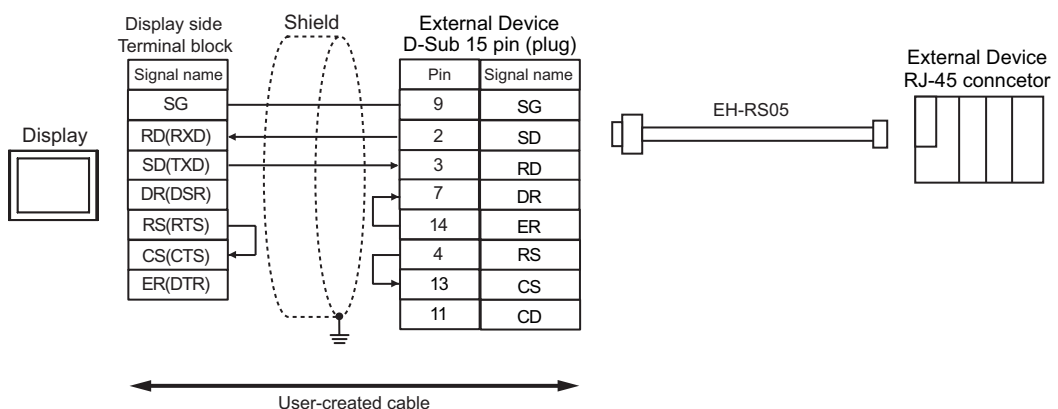 Display side
Terminal block
Shield
External Device
D-Sub 15 pin (plug)
Signal name
Pin Signal name
SG 9 SG
RD(RXD) 2 SD
SD(TXD) 3 RD
DR(DSR) 7 DR
RS(RTS) 14 ER
CS(CTS) 4 RS
ER(DTR) 13 CS
11 CD
Display
EH-RS05
External Device
RJ-45 conncetor
User-created cable